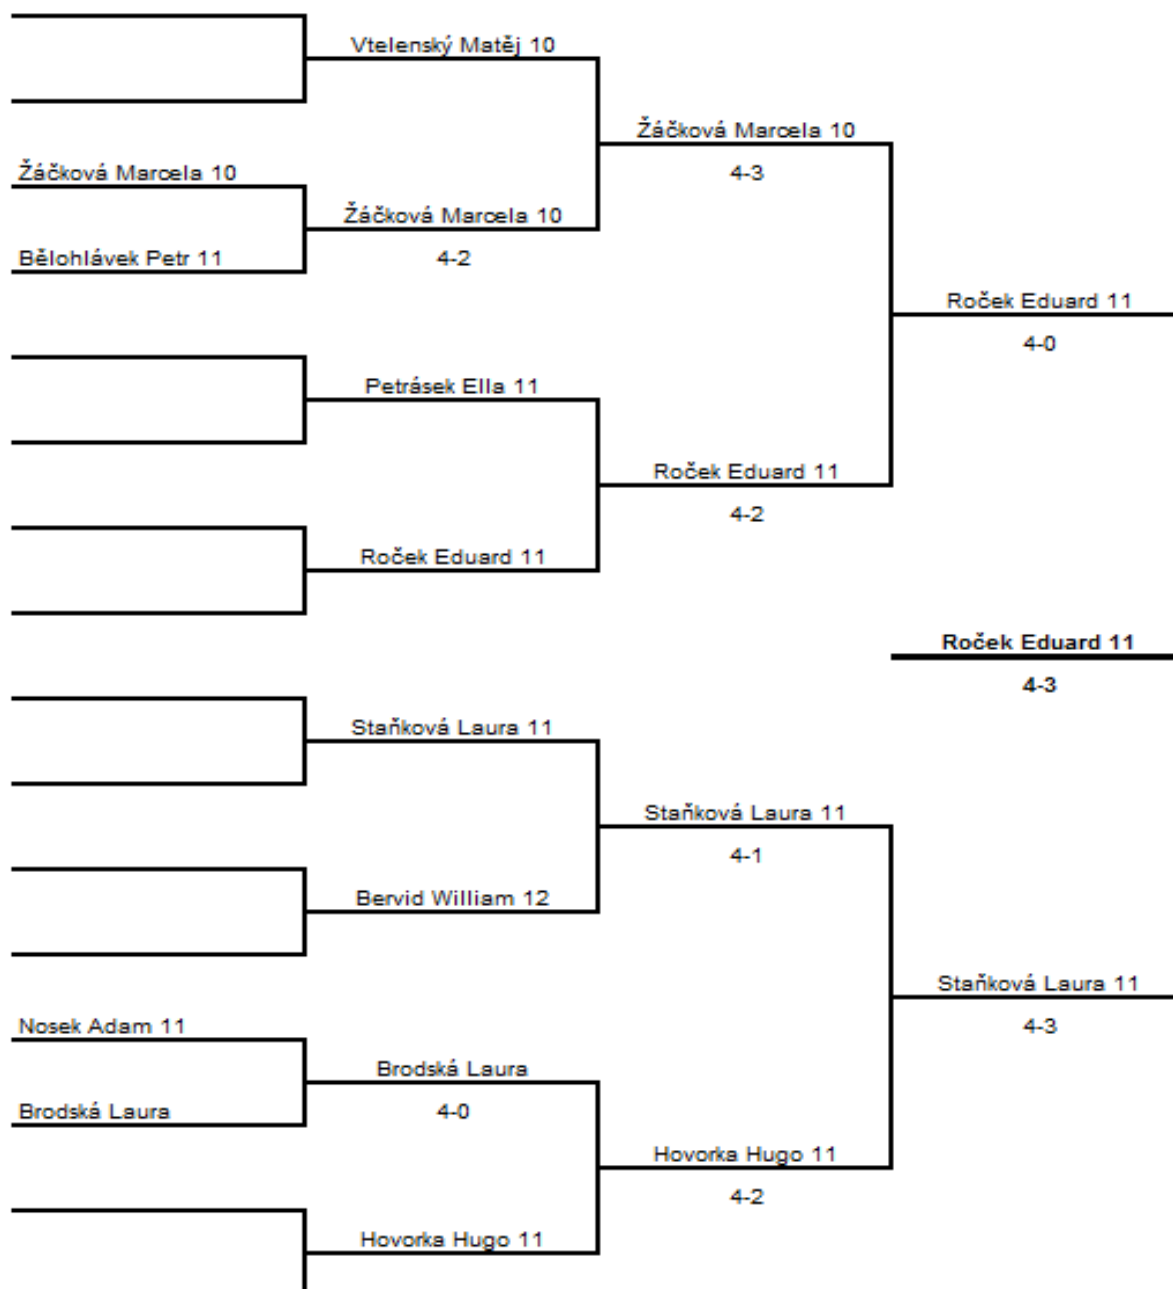 Vtelenský Matěj 10
Žáčková Marcela 10
4-3
Žáčková Marcela 10
Žáčková Marcela 10
4-2
Bělohlávek Petr 11
Roček Eduard 11
4-0
Petrásek Ella 11
Roček Eduard 11
4-2
Roček Eduard 11
Roček Eduard 11
4-3
Staňková Laura 11
Staňková Laura 11
4-1
Bervid William 12
Staňková Laura 11
4-3
Nosek Adam 11
Brodská Laura
4-0
Brodská Laura
Hovorka Hugo 11
4-2
Hovorka Hugo 11